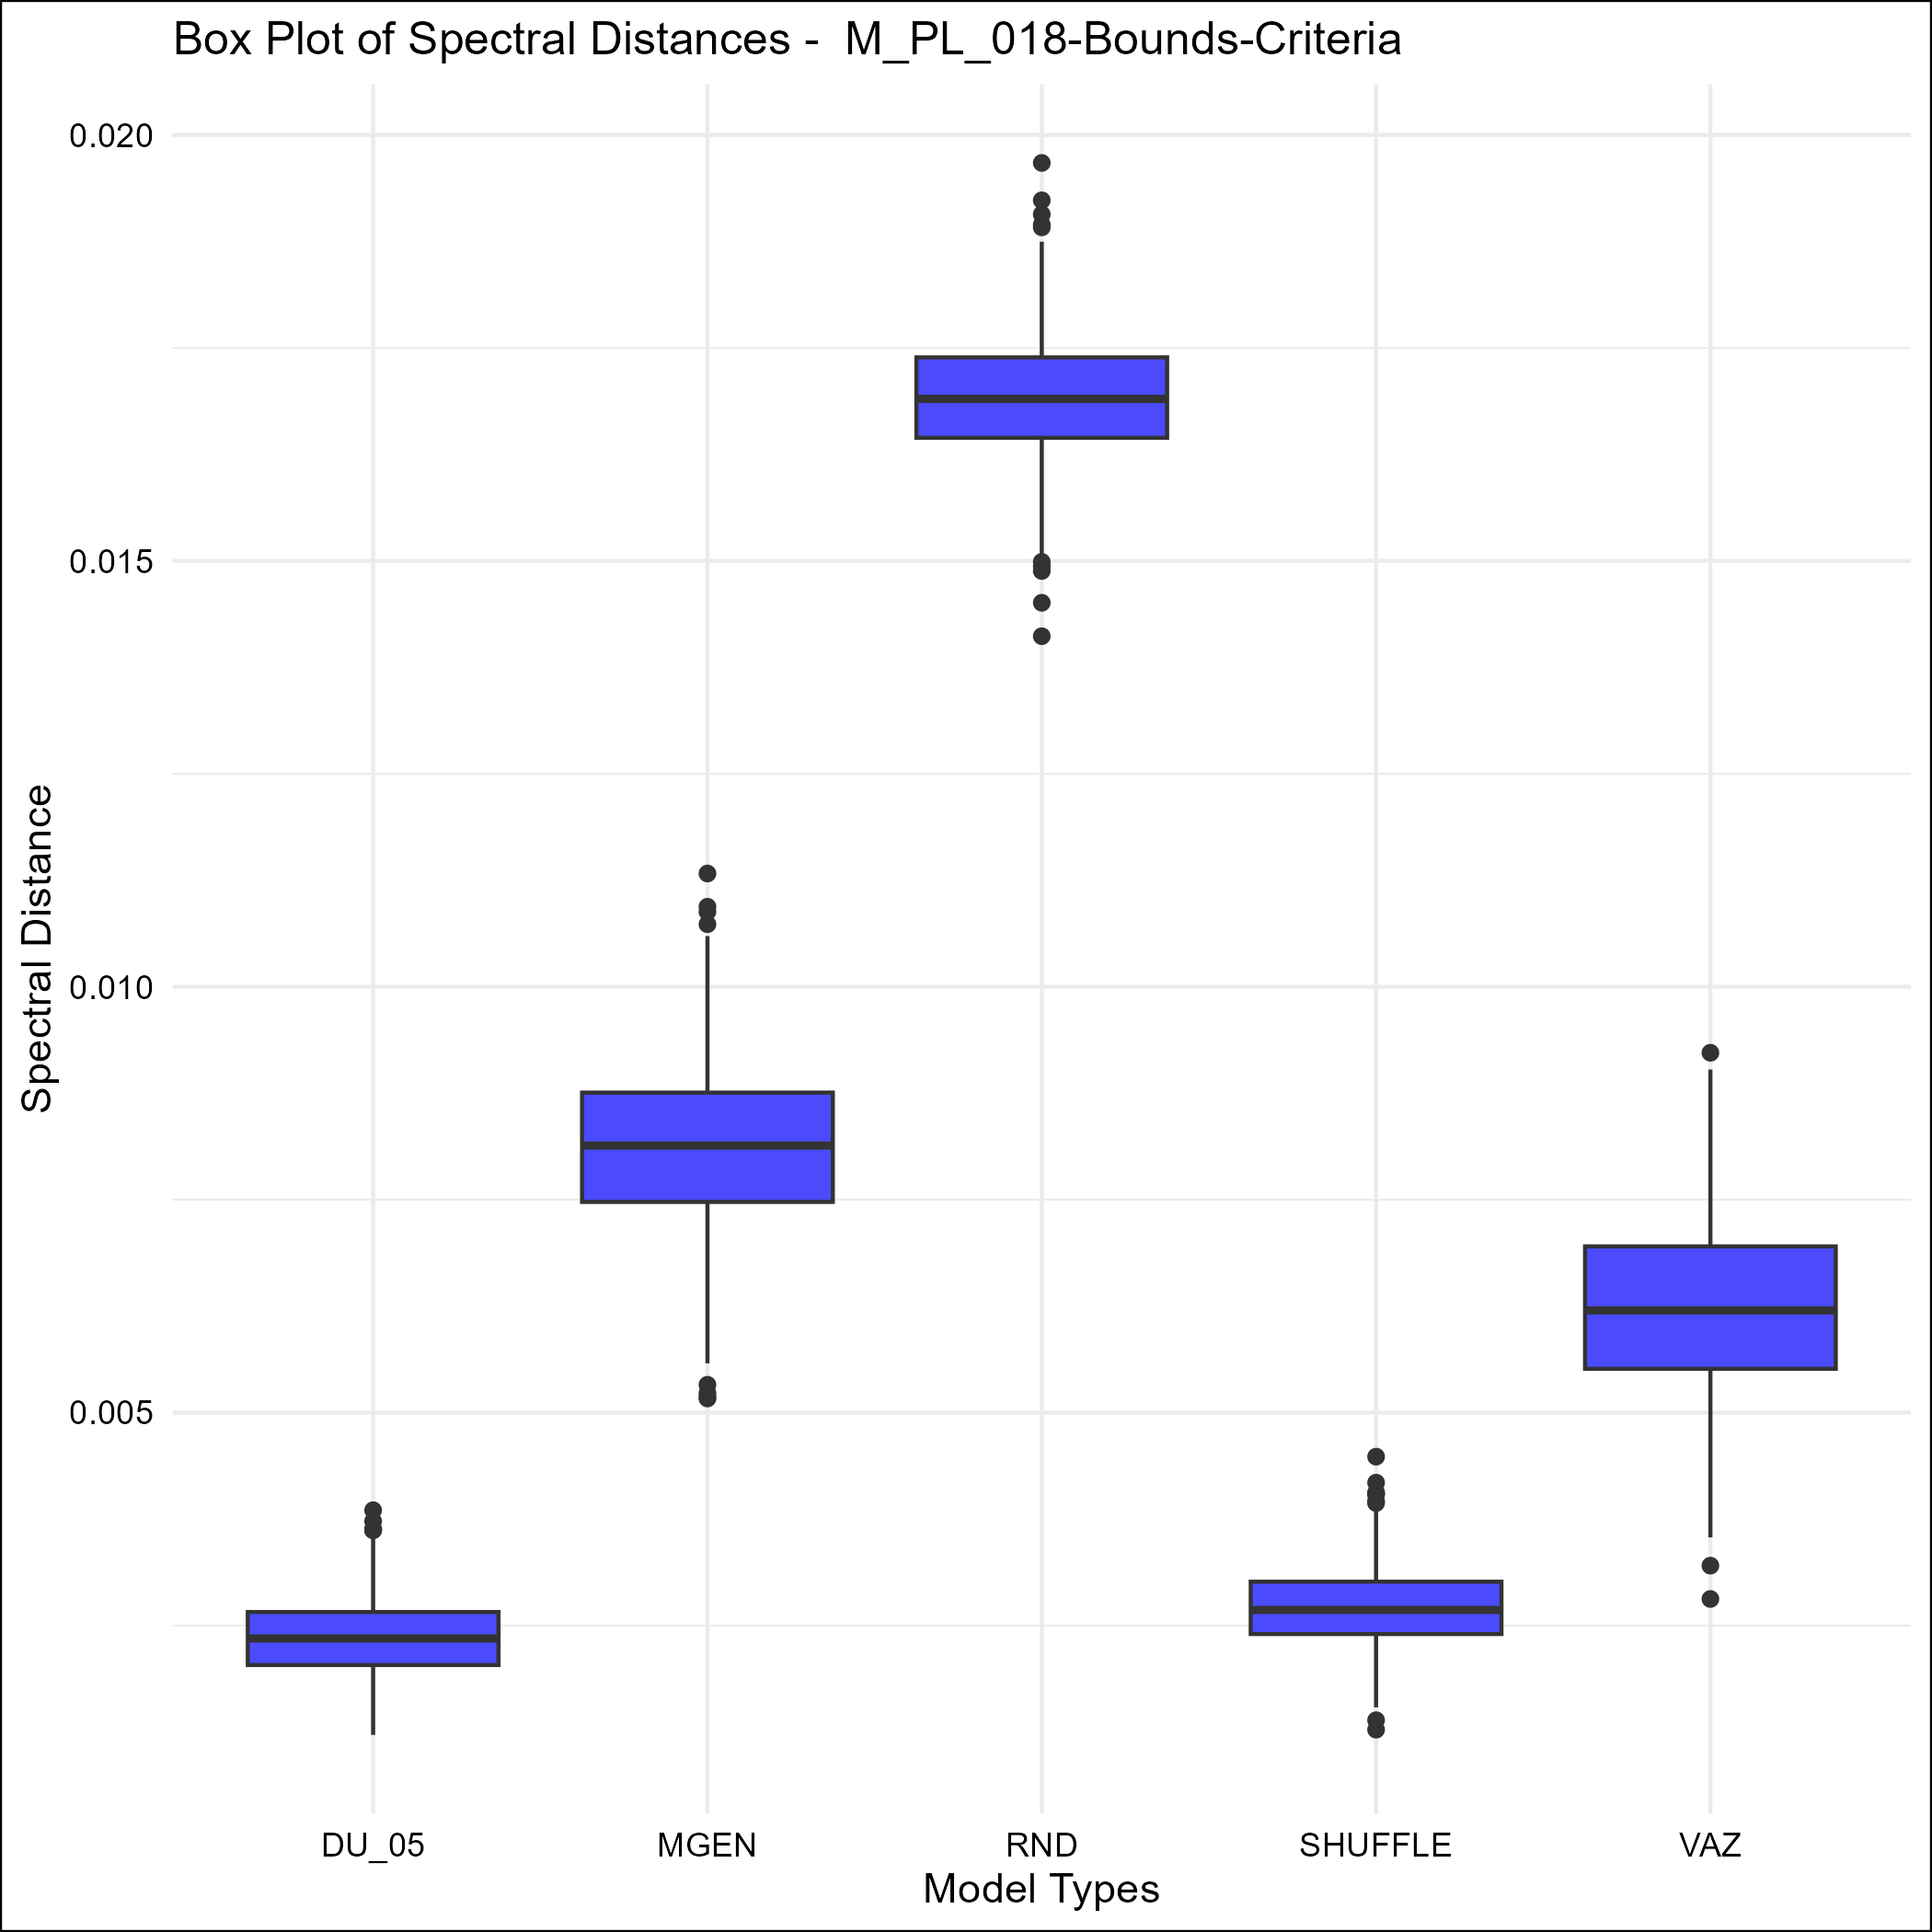 Box Plot of Spectral Distances -  M_PL_018-Bounds-Criteria
Spectral Distance
0.020
0.015
0.010
0.005
DU_05
MGEN
RND
SHUFFLE
VAZ
Model Types